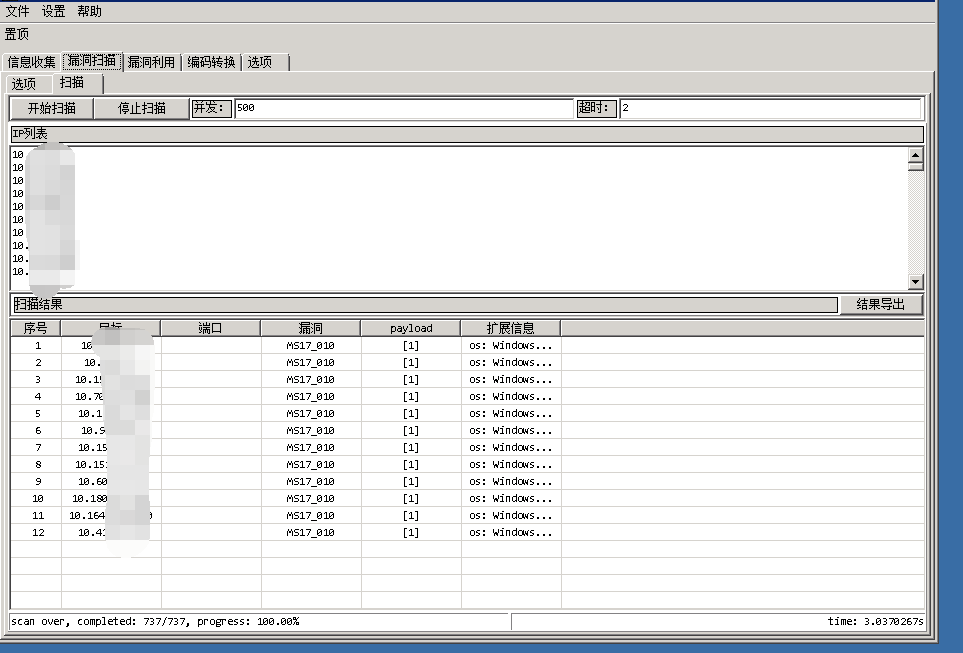 文件 设置 帮助
置顶
信息收集 漏洞扫描 漏洞利用 编码转换 选项
选项 扫描
开始扫描 停止扫描 并发: 500 超时: 2
IP列表
10
10
10
10
10
10
10
10.
10.
10.
扫描结果 结果导出
序号 目标 端口 漏洞 payload 扩展信息
1 10 MS17_010 [1] os: Windows...
2 10. MS17_010 [1] os: Windows...
3 10.15 MS17_010 [1] os: Windows...
4 10.70 MS17_010 [1] os: Windows...
5 10.1 MS17_010 [1] os: Windows...
6 10.9 MS17_010 [1] os: Windows...
7 10.15 MS17_010 [1] os: Windows...
8 10.151 MS17_010 [1] os: Windows...
9 10.60 MS17_010 [1] os: Windows...
10 10.180 MS17_010 [1] os: Windows...
11 10.164 MS17_010 [1] os: Windows...
12 10.41 MS17_010 [1] os: Windows...
scan over, completed: 737/737, progress: 100.00% time: 3.0370267s